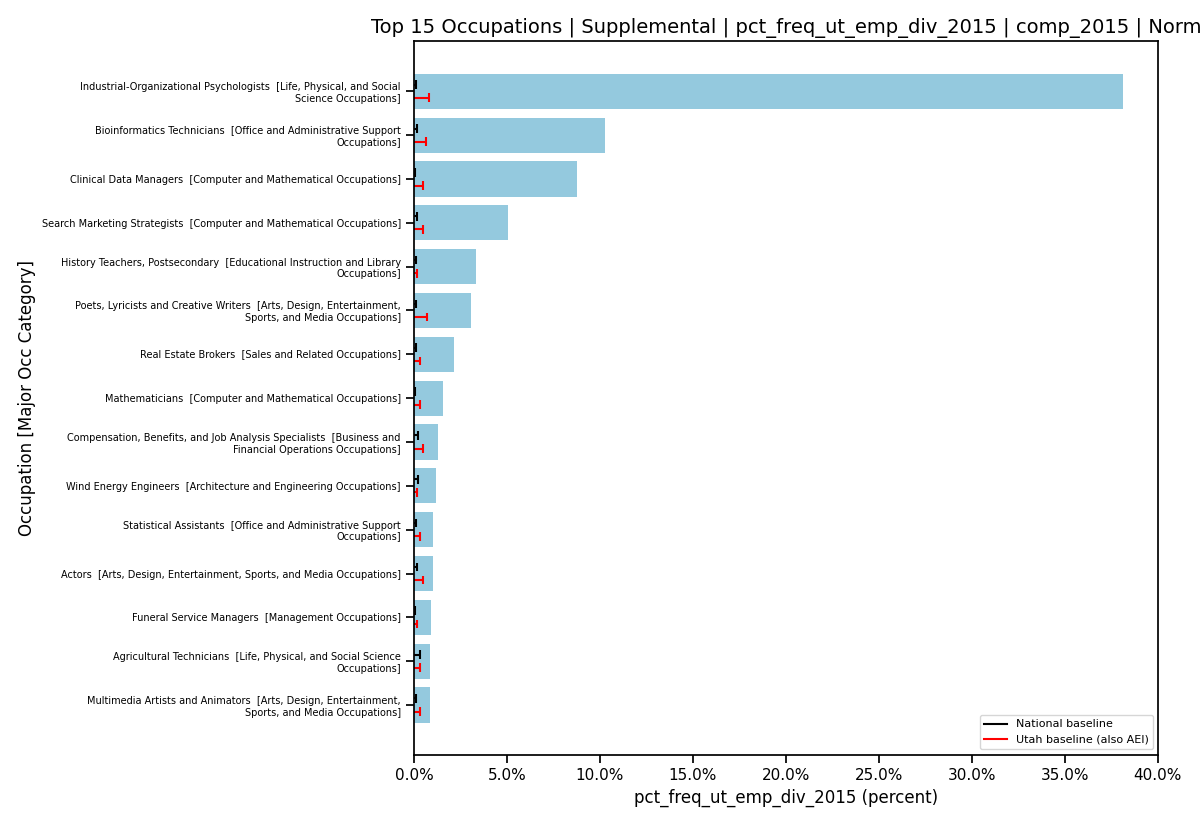 Top 15 Occupations | Supplemental | pct_freq_ut_emp_div_2015 | comp_2015 | Norm
Occupation [Major Occ Category]
Industrial-Organizational Psychologists [Life, Physical, and Social
Science Occupations]
Bioinformatics Technicians [Office and Administrative Support
Occupations]
Clinical Data Managers [Computer and Mathematical Occupations]
Search Marketing Strategists [Computer and Mathematical Occupations]
History Teachers, Postsecondary [Educational Instruction and Library
Occupations]
Poets, Lyricists and Creative Writers [Arts, Design, Entertainment,
Sports, and Media Occupations]
Real Estate Brokers [Sales and Related Occupations]
Mathematicians [Computer and Mathematical Occupations]
Compensation, Benefits, and Job Analysis Specialists [Business and
Financial Operations Occupations]
Wind Energy Engineers [Architecture and Engineering Occupations]
Statistical Assistants [Office and Administrative Support
Occupations]
Actors [Arts, Design, Entertainment, Sports, and Media Occupations]
Funeral Service Managers [Management Occupations]
Agricultural Technicians [Life, Physical, and Social Science
Occupations]
Multimedia Artists and Animators [Arts, Design, Entertainment,
Sports, and Media Occupations]
National baseline
Utah baseline (also AEI)
0.0% 5.0% 10.0% 15.0% 20.0% 25.0% 30.0% 35.0% 40.0%
pct_freq_ut_emp_div_2015 (percent)